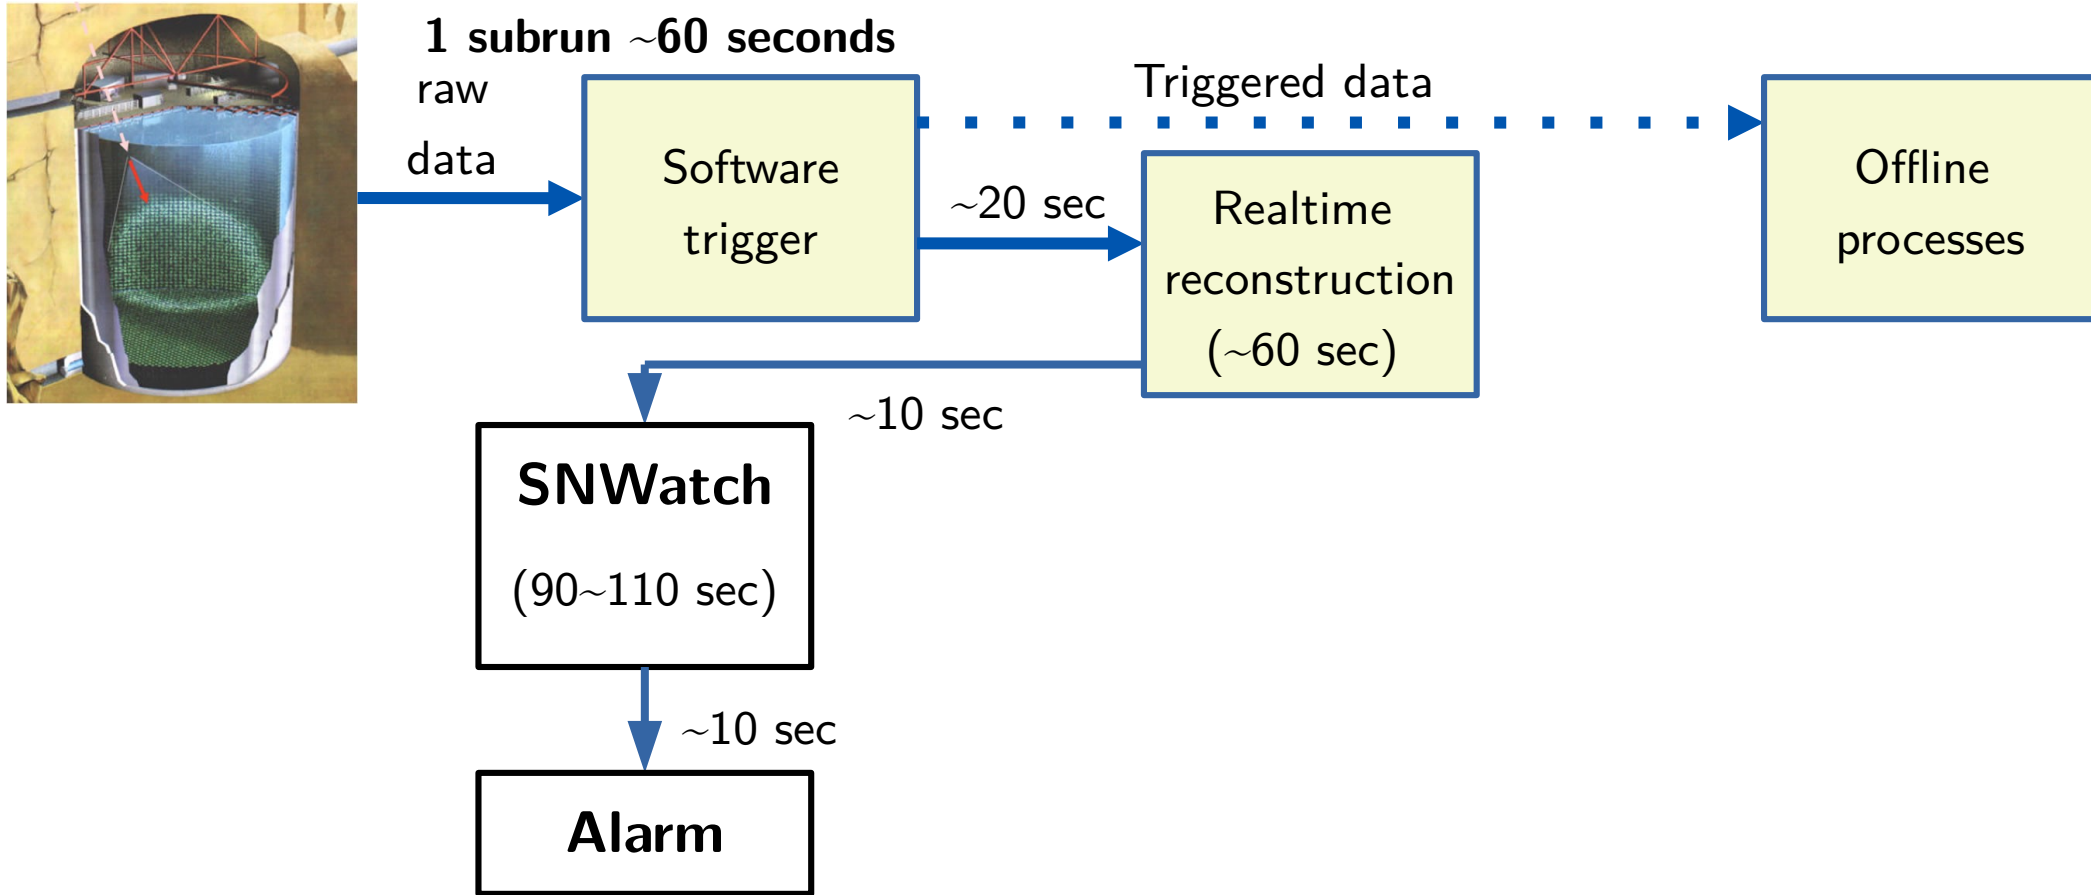 1 subrun ~60 seconds
raw
data
Software
trigger
Triggered data
~20 sec
Realtime
reconstruction
(~60 sec)
Offline
processes
~10 sec
SNWatch
(90~110 sec)
~10 sec
Alarm